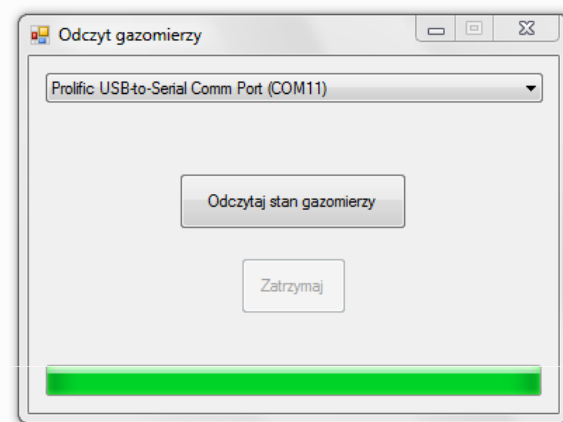 Odczyt gazomierzy
Prolific USB-to-Serial Comm Port (COM11)
Odczytaj stan gazomierzy
Zatrzymaj